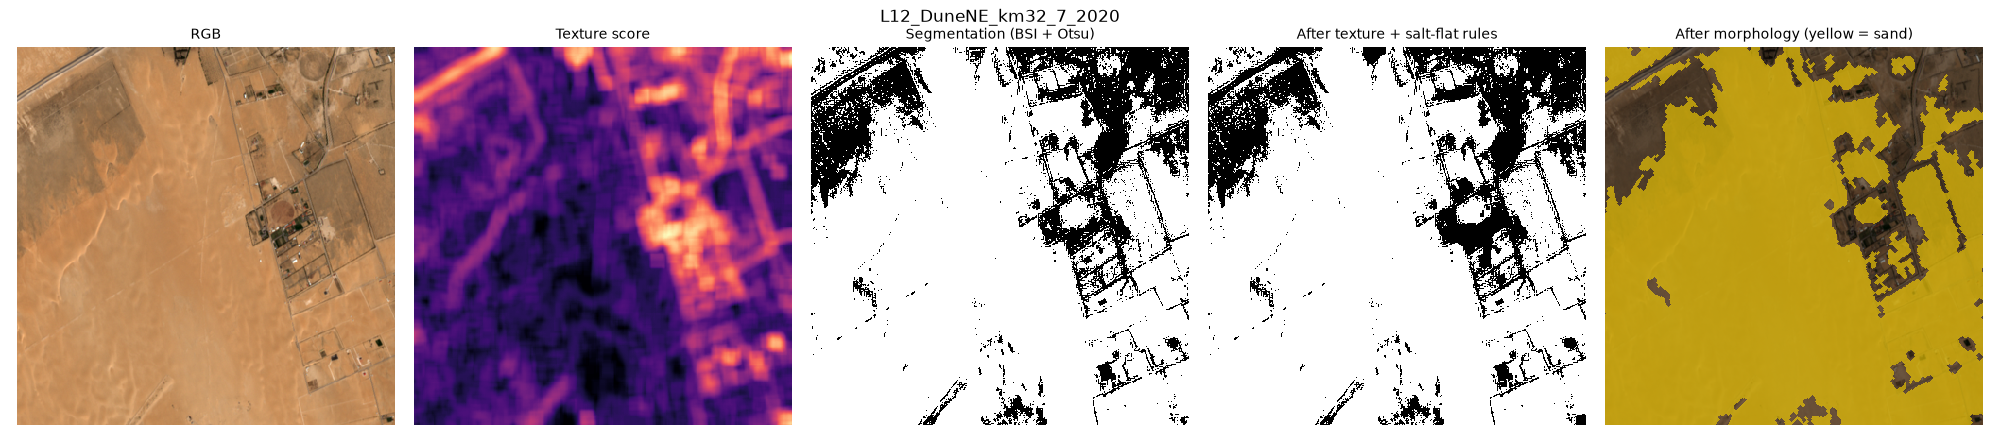 L12_DuneNE_km32_7_2020
RGB
Texture score
Segmentation (BSI + Otsu)
After texture + salt-flat rules
After morphology (yellow = sand)